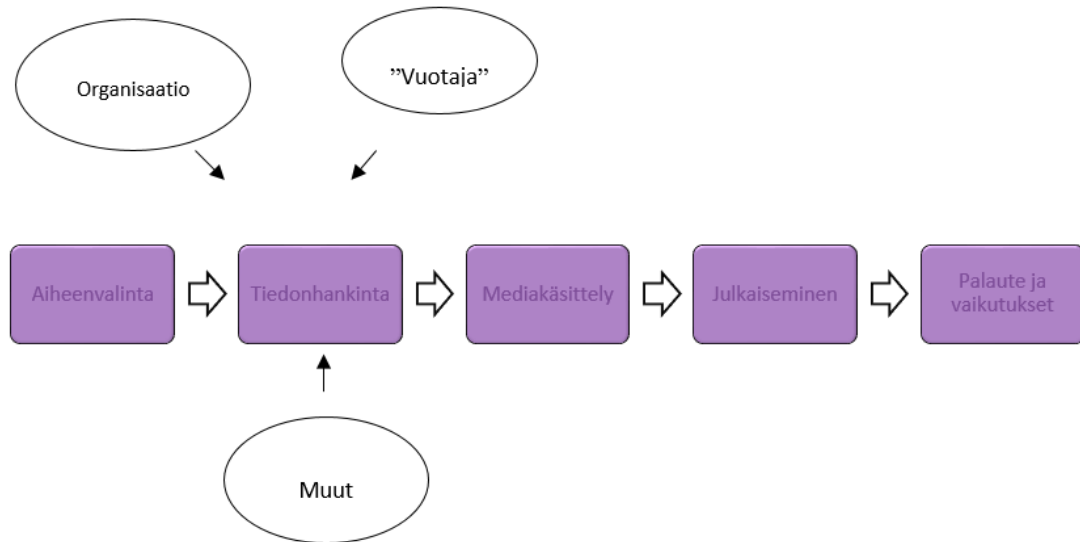 Organisaatio
”Vuotaja”
Aiheenvalinta
Tiedonhankinta
Mediakäsittely
Julkaiseminen
Palaute ja
vaikutukset
Muut